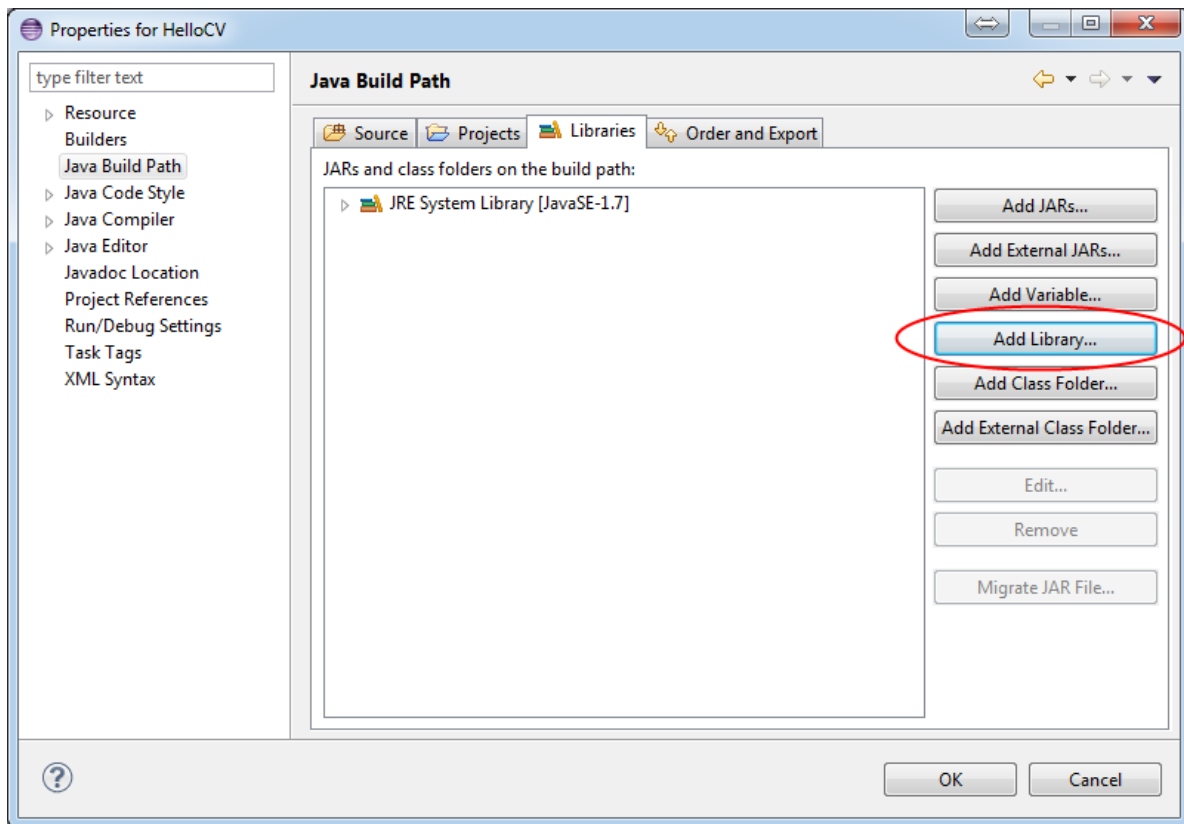 Properties for HelloCV
type filter text
Resource
Builders
Java Build Path
Java Code Style
Java Compiler
Java Editor
Javadoc Location
Project References
Run/Debug Settings
Task Tags
XML Syntax
Java Build Path
Source Projects Libraries Order and Export
JARs and class folders on the build path:
JRE System Library [JavaSE-1.7]
Add JARs...
Add External JARs...
Add Variable...
Add Library...
Add Class Folder...
Add External Class Folder...
Edit...
Remove
Migrate JAR File...
OK Cancel